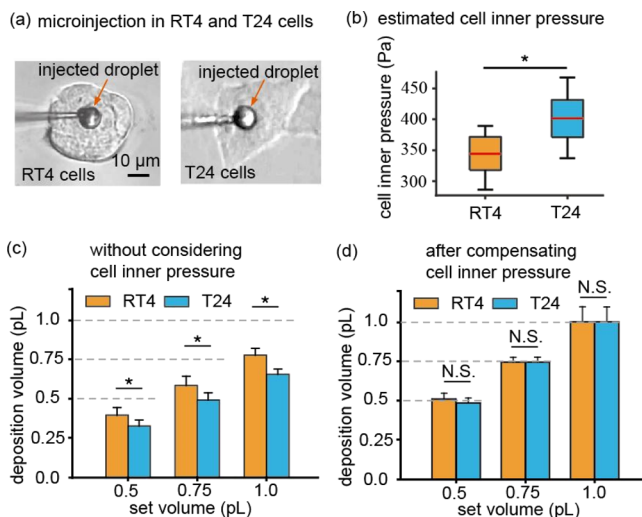 (a) microinjection in RT4 and T24 cells
injected droplet
injected droplet
10 μm
RT4 cells
T24 cells
(b) estimated cell inner pressure
cell inner pressure (Pa)
*
450
400
350
300
RT4
T24
(c) without considering
cell inner pressure
RT4 T24
deposition volume (pL)
1.0
0.75
0.5
0.25
0.0
*
*
*
0.5 0.75 1.0
set volume (pL)
(d) after compensating
cell inner pressure
RT4 T24
deposition volume (pL)
1.0
0.75
0.5
0.25
0.0
N.S.
N.S.
N.S.
0.5 0.75 1.0
set volume (pL)